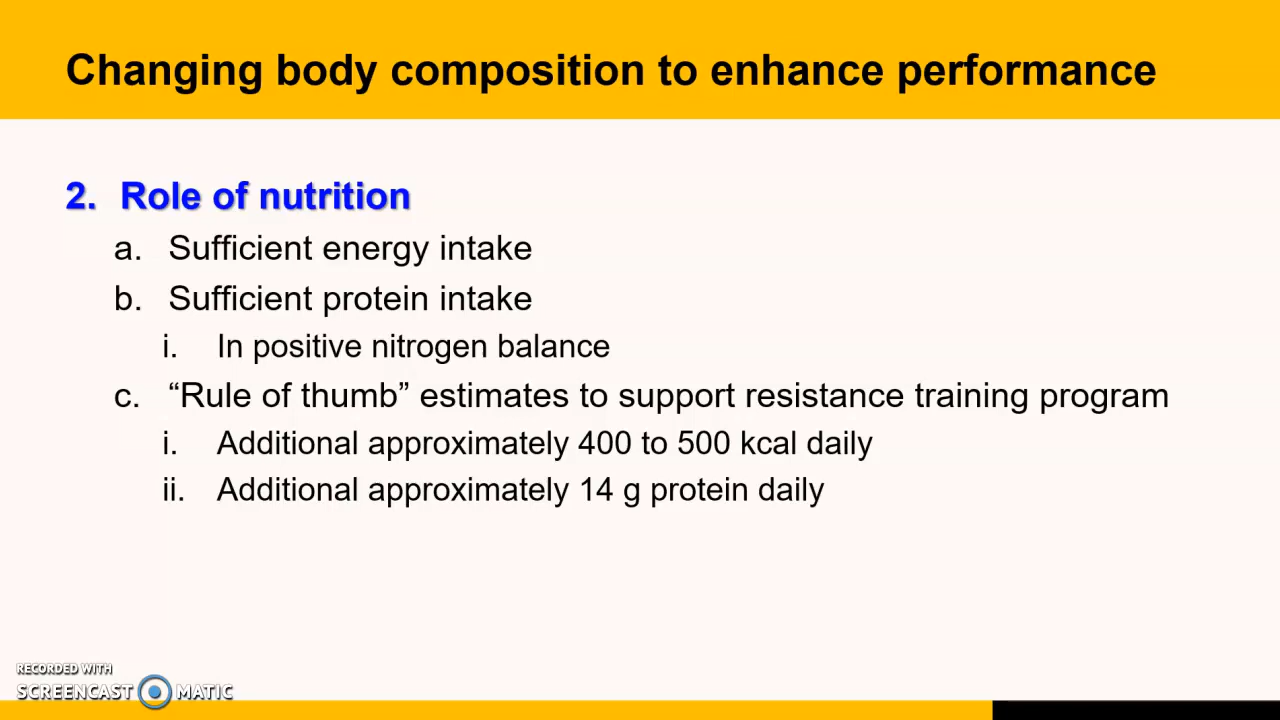 Changing body composition to enhance performance
2. Role of nutrition
a. Sufficient energy intake
b. Sufficient protein intake
i. In positive nitrogen balance
c. “Rule of thumb” estimates to support resistance training program
i. Additional approximately 400 to 500 kcal daily
ii. Additional approximately 14 g protein daily
RECORDED WITH
SCREENCAST MATIC